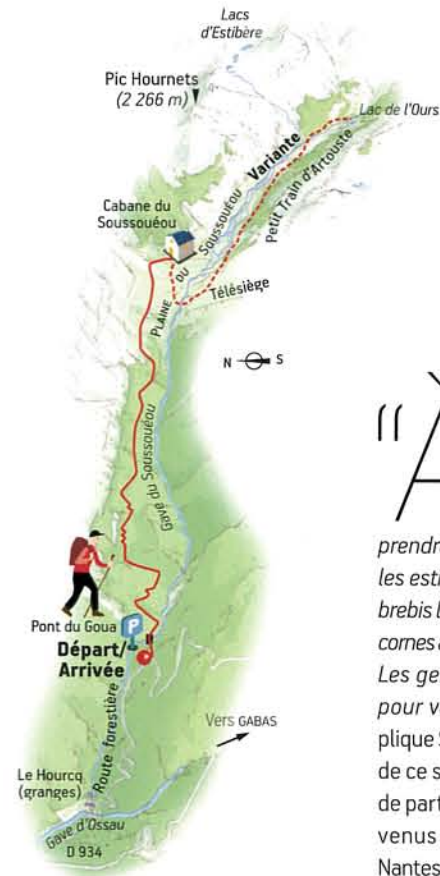 Lacs
d'Estibère
Pic Hournets
(2 266 m)
Lac de l'Ours
Variante
Petit Train d'Artouste
Cabane du
Soussouéou
PLAINE DU SOUSSOUÉOU
Télésiège
N S
Gave du Soussouéou
Pont du Goua
P
Départ/
Arrivée
Route forestière
Vers GABAS
Le Hourcq
(granges)
Gave d'Ossau
D 934
"À
prendr
les esti
brebis l
cornes
Les ge
pour v
plique
de ce s
de part
venus
Nantes